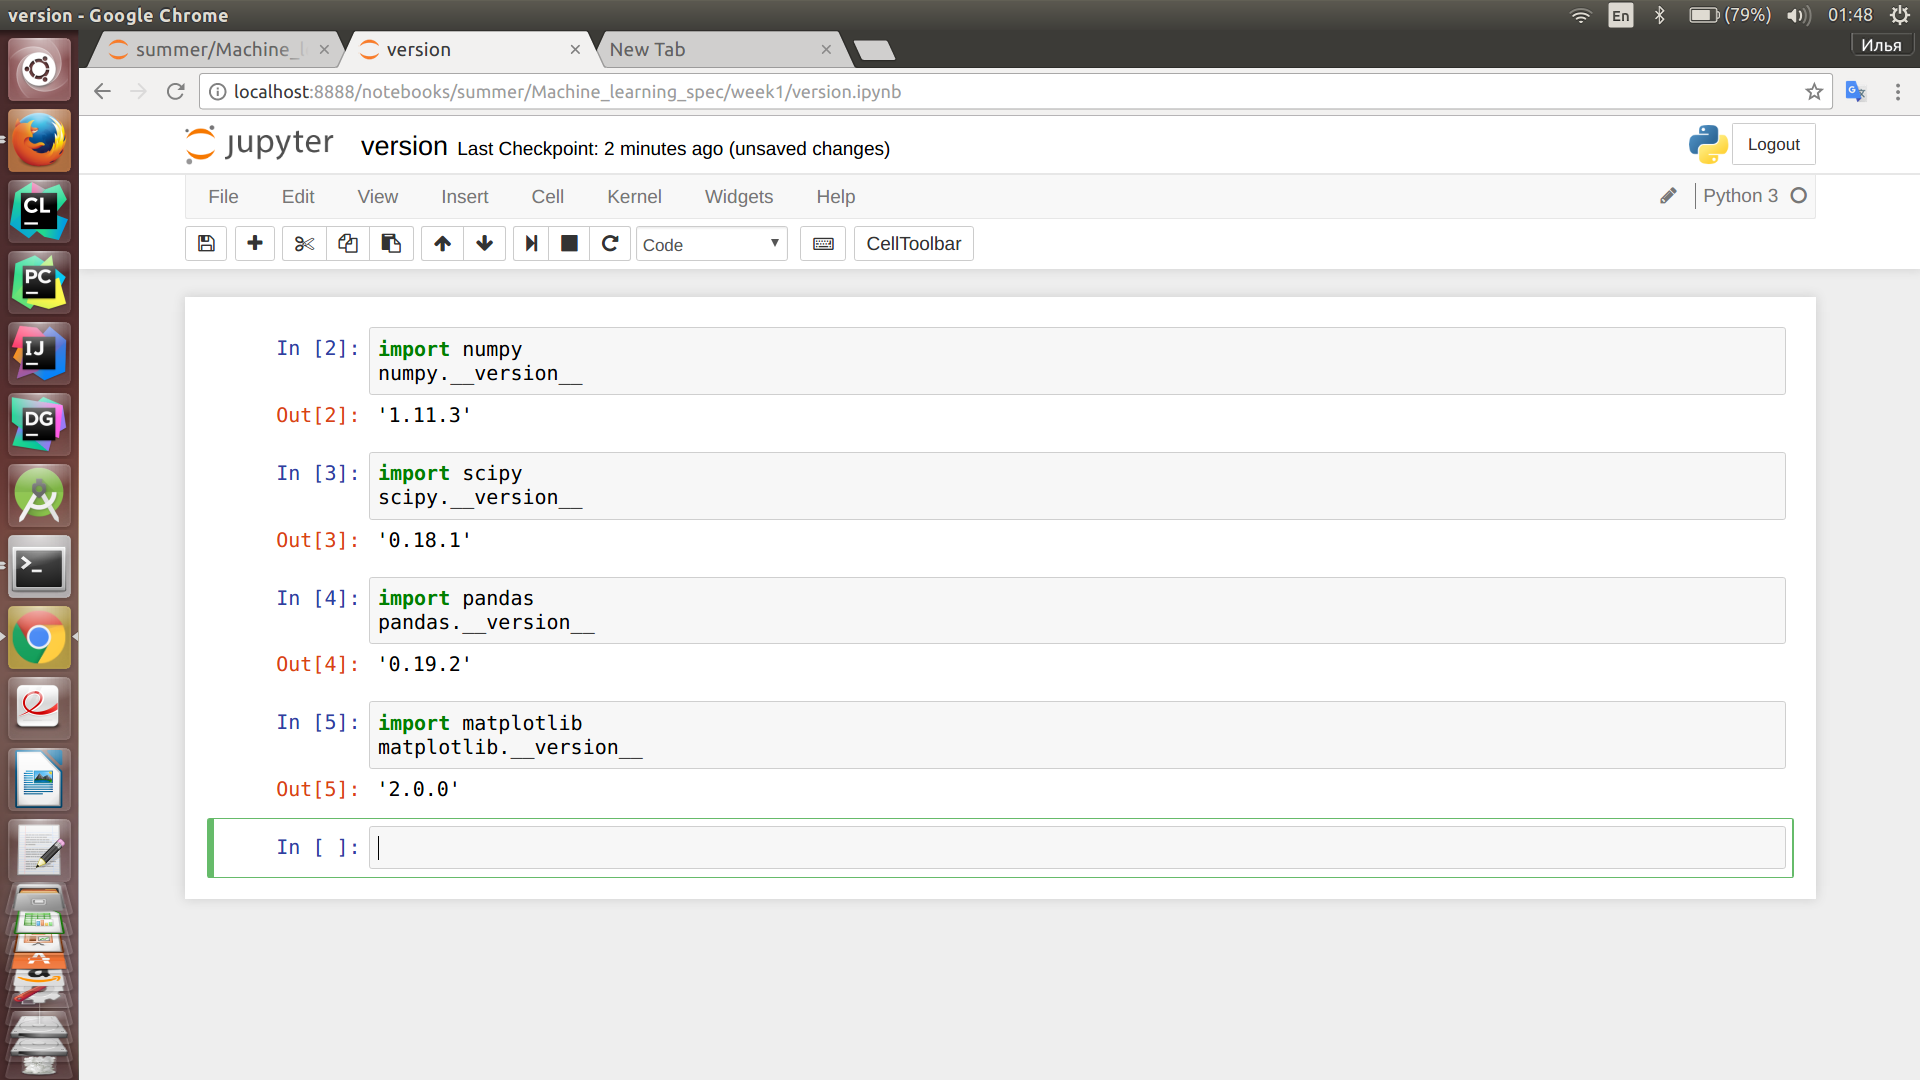 version - Google Chrome
En
(79%)
01:48
summer/Machine_l
version
New Tab
Илья
localhost:8888/notebooks/summer/Machine_learning_spec/week1/version.ipynb
jupyter version Last Checkpoint: 2 minutes ago (unsaved changes)
Logout
File Edit View Insert Cell Kernel Widgets Help
Python 3
Code
CellToolbar
In [2]: import numpy
numpy.__version__
Out[2]: '1.11.3'
In [3]: import scipy
scipy.__version__
Out[3]: '0.18.1'
In [4]: import pandas
pandas.__version__
Out[4]: '0.19.2'
In [5]: import matplotlib
matplotlib.__version__
Out[5]: '2.0.0'
In [ ]:
CL
PC
IJ
DG
>_
a